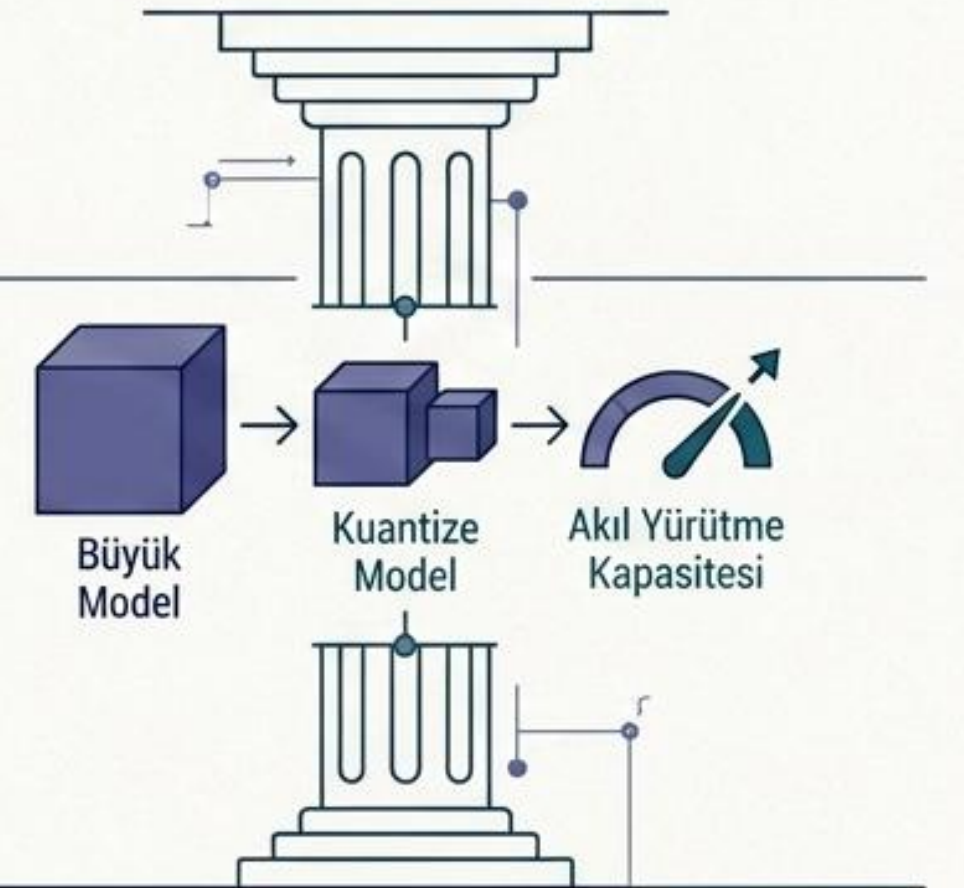 Büyük
Model
Kuantize
Model
Akıl Yürütme
Kapasitesi